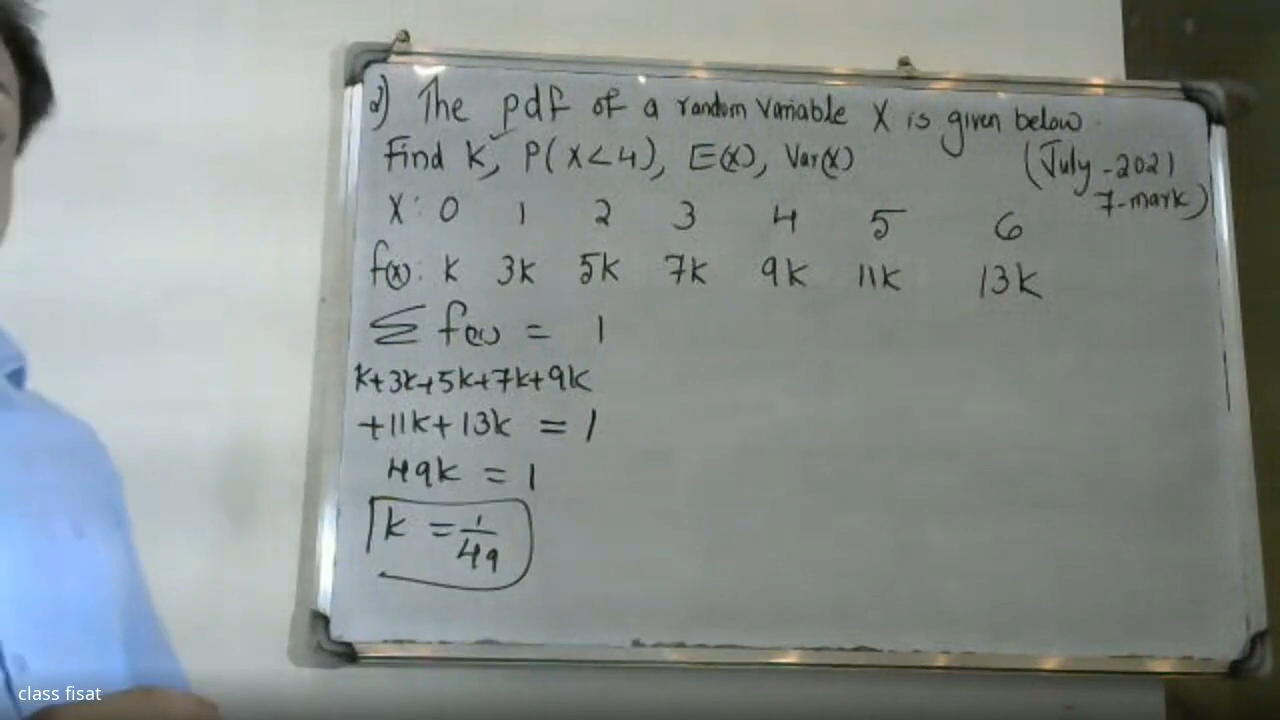 2) The pdf of a random variable X is given below.
Find K, P(X<4), E(X), Var(X) (July-2021
7-mark)
X: 0 1 2 3 4 5 6
f(x): K 3K 5K 7K 9K 11K 13K
Σ f(x) = 1
K+3K+5K+7K+9K
+11K+13K = 1
49K = 1
K = 1/49
class fisat